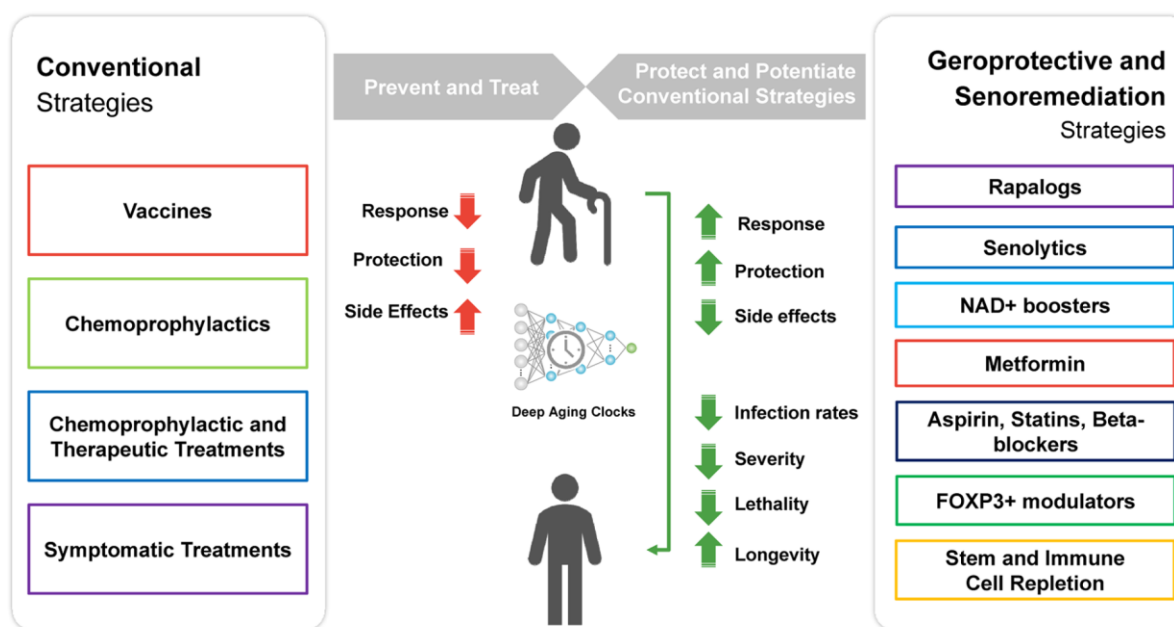 Conventional
Strategies
Vaccines
Chemoprophylactics
Chemoprophylactic and
Therapeutic Treatments
Symptomatic Treatments
Prevent and Treat
Protect and Potentiate
Conventional Strategies
Response
Protection
Side Effects
Deep Aging Clocks
Response
Protection
Side effects
Infection rates
Severity
Lethality
Longevity
Geroprotective and
Senoremediation
Strategies
Rapalogs
Senolytics
NAD+ boosters
Metformin
Aspirin, Statins, Beta-
blockers
FOXP3+ modulators
Stem and Immune
Cell Repletion